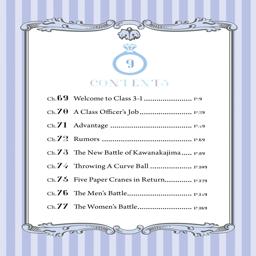 9
CONTENTS
Ch.69 Welcome to Class 3-1 P.9
Ch.70 A Class Officer's Job
Ch.71 Advantage
Ch.72 Rumors
Ch.73 The New Battle of Kawanakajima
Ch.74 Throwing A Curve Ball
Ch.75 Five Paper Cranes in Return
Ch.76 The Men's Battle
Ch.77 The Women's Battle